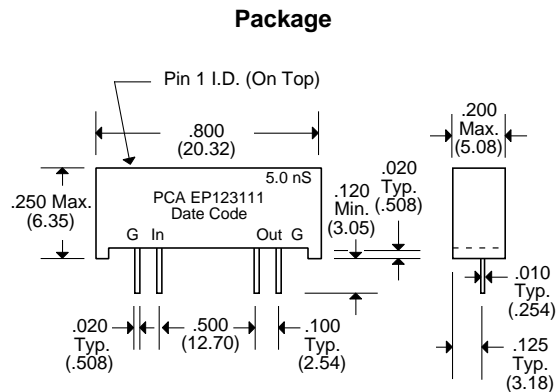 Package
Pin 1 I.D. (On Top)
.800
(20.32)
.200
Max.
(5.08)
5.0 nS
.250 Max.
(6.35)
PCA EP123111
Date Code
.120
Min.
(3.05)
.020
Typ.
(.508)
G In Out G
.010
Typ.
(.254)
.020
Typ.
(.508)
.500
(12.70)
.100
Typ.
(2.54)
.125
Typ.
(3.18)